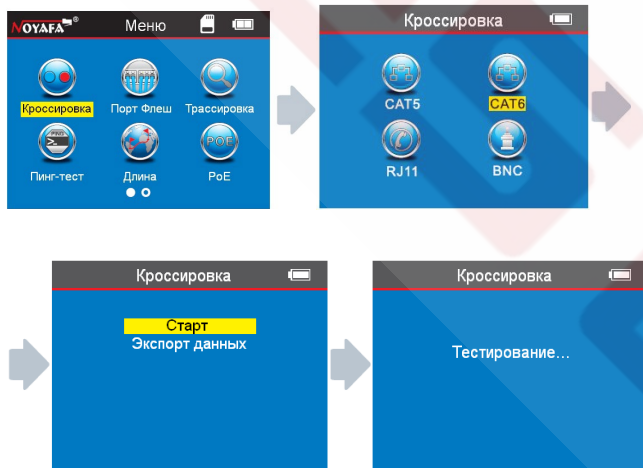 NOYAFA® Меню
Кроссировка Порт Флеш Трассировка
PING
POE
Пинг-тест Длина PoE
Кроссировка
CAT5 CAT6
RJ11 BNC
Кроссировка
Старт
Экспорт данных
Кроссировка
Тестирование...